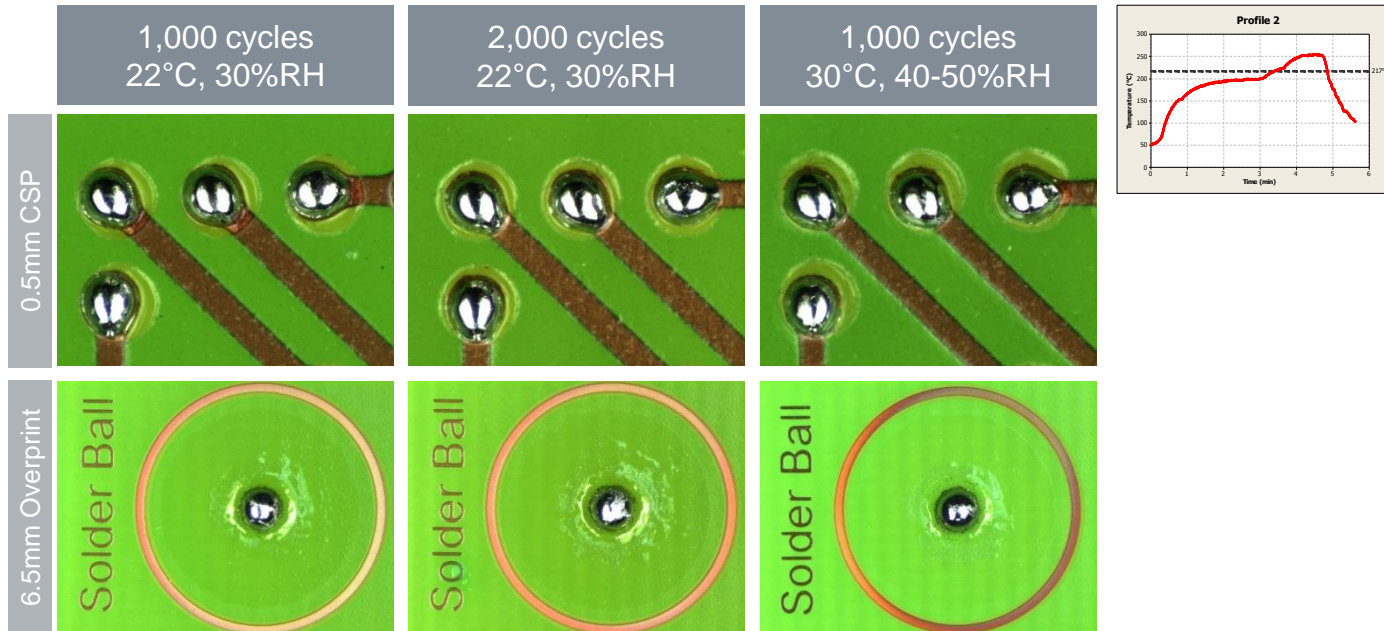 1,000 cycles
22°C, 30%RH
2,000 cycles
22°C, 30%RH
1,000 cycles
30°C, 40-50%RH
Profile 2
300
250
200
150
100
50
0
217°
Temperature (°C)
0 1 2 3 4 5 6
Time (min)
0.5mm CSP
6.5mm Overprint
Solder Ball
Solder Ball
Solder Ball